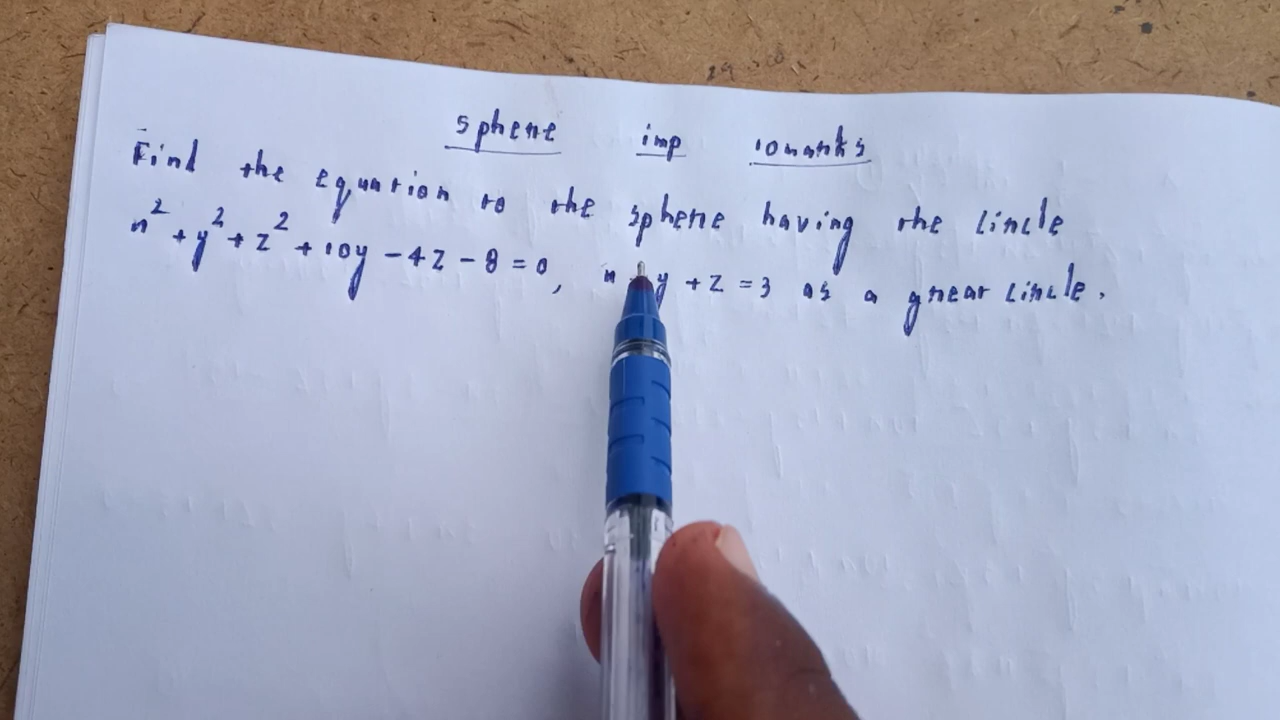 sphere imp 10marks
Find the equation to the sphere having the circle
x² + y² + z² + 10y - 4z - 8 = 0, x y + z = 3 as a great circle.